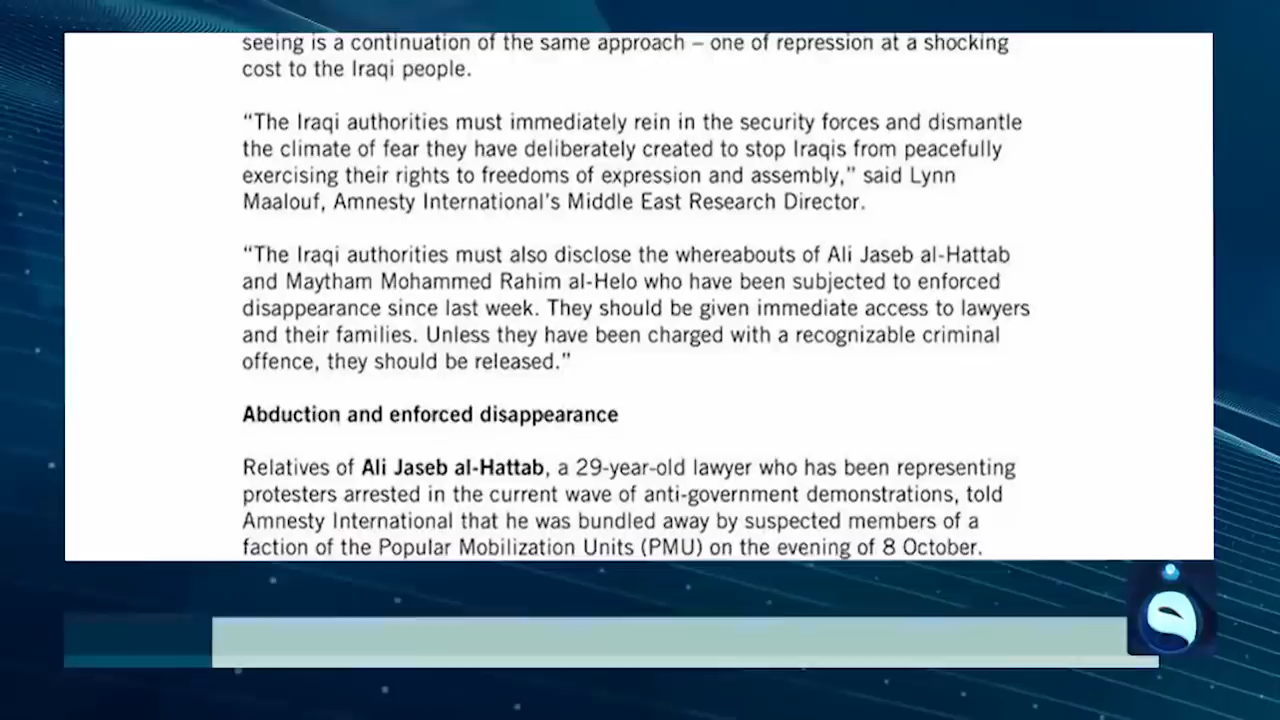 seeing is a continuation of the same approach – one of repression at a shocking
cost to the Iraqi people.
“The Iraqi authorities must immediately rein in the security forces and dismantle
the climate of fear they have deliberately created to stop Iraqis from peacefully
exercising their rights to freedoms of expression and assembly,” said Lynn
Maalouf, Amnesty International’s Middle East Research Director.
“The Iraqi authorities must also disclose the whereabouts of Ali Jaseb al-Hattab
and Maytham Mohammed Rahim al-Helo who have been subjected to enforced
disappearance since last week. They should be given immediate access to lawyers
and their families. Unless they have been charged with a recognizable criminal
offence, they should be released.”
Abduction and enforced disappearance
Relatives of Ali Jaseb al-Hattab, a 29-year-old lawyer who has been representing
protesters arrested in the current wave of anti-government demonstrations, told
Amnesty International that he was bundled away by suspected members of a
faction of the Popular Mobilization Units (PMU) on the evening of 8 October.